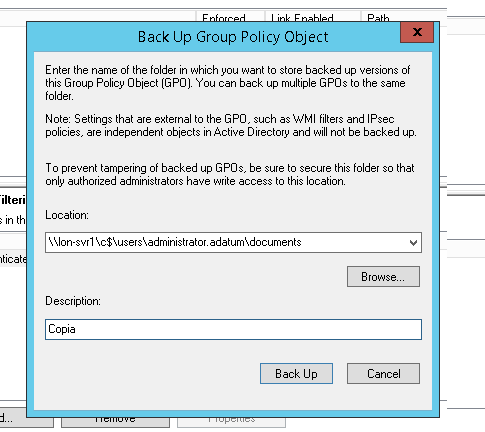 Enforced Link Enabled Path
Back Up Group Policy Object
x
Enter the name of the folder in which you want to store backed up versions of
this Group Policy Object (GPO). You can back up multiple GPOs to the same
folder.
Note: Settings that are external to the GPO, such as WMI filters and IPsec
policies, are independent objects in Active Directory and will not be backed up.
To prevent tampering of backed up GPOs, be sure to secure this folder so that
only authorized administrators have write access to this location.
Location:
\\lon-svr1\c$\users\administrator.adatum\documents
Browse...
Description:
Copia
Back Up Cancel
Remove Properties